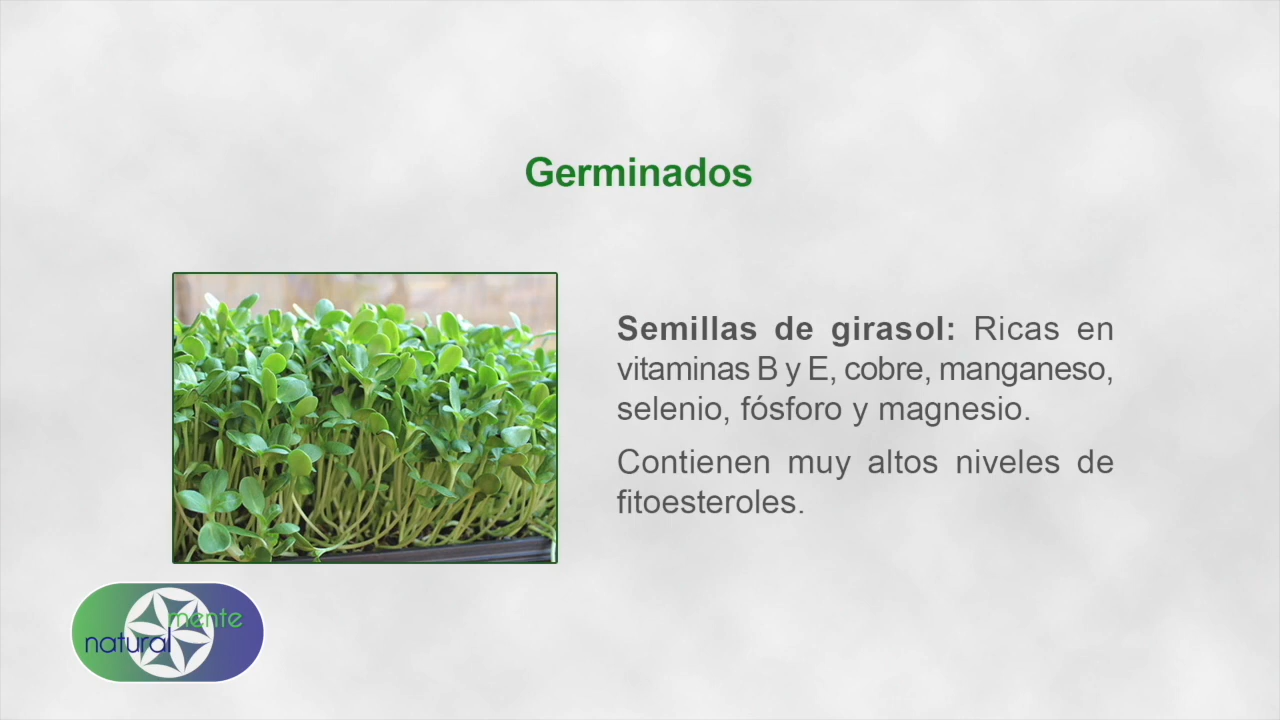 Germinados
Semillas de girasol: Ricas en
vitaminas B y E, cobre, manganeso,
selenio, fósforo y magnesio.
Contienen muy altos niveles de
fitoesteroles.
mente
natural